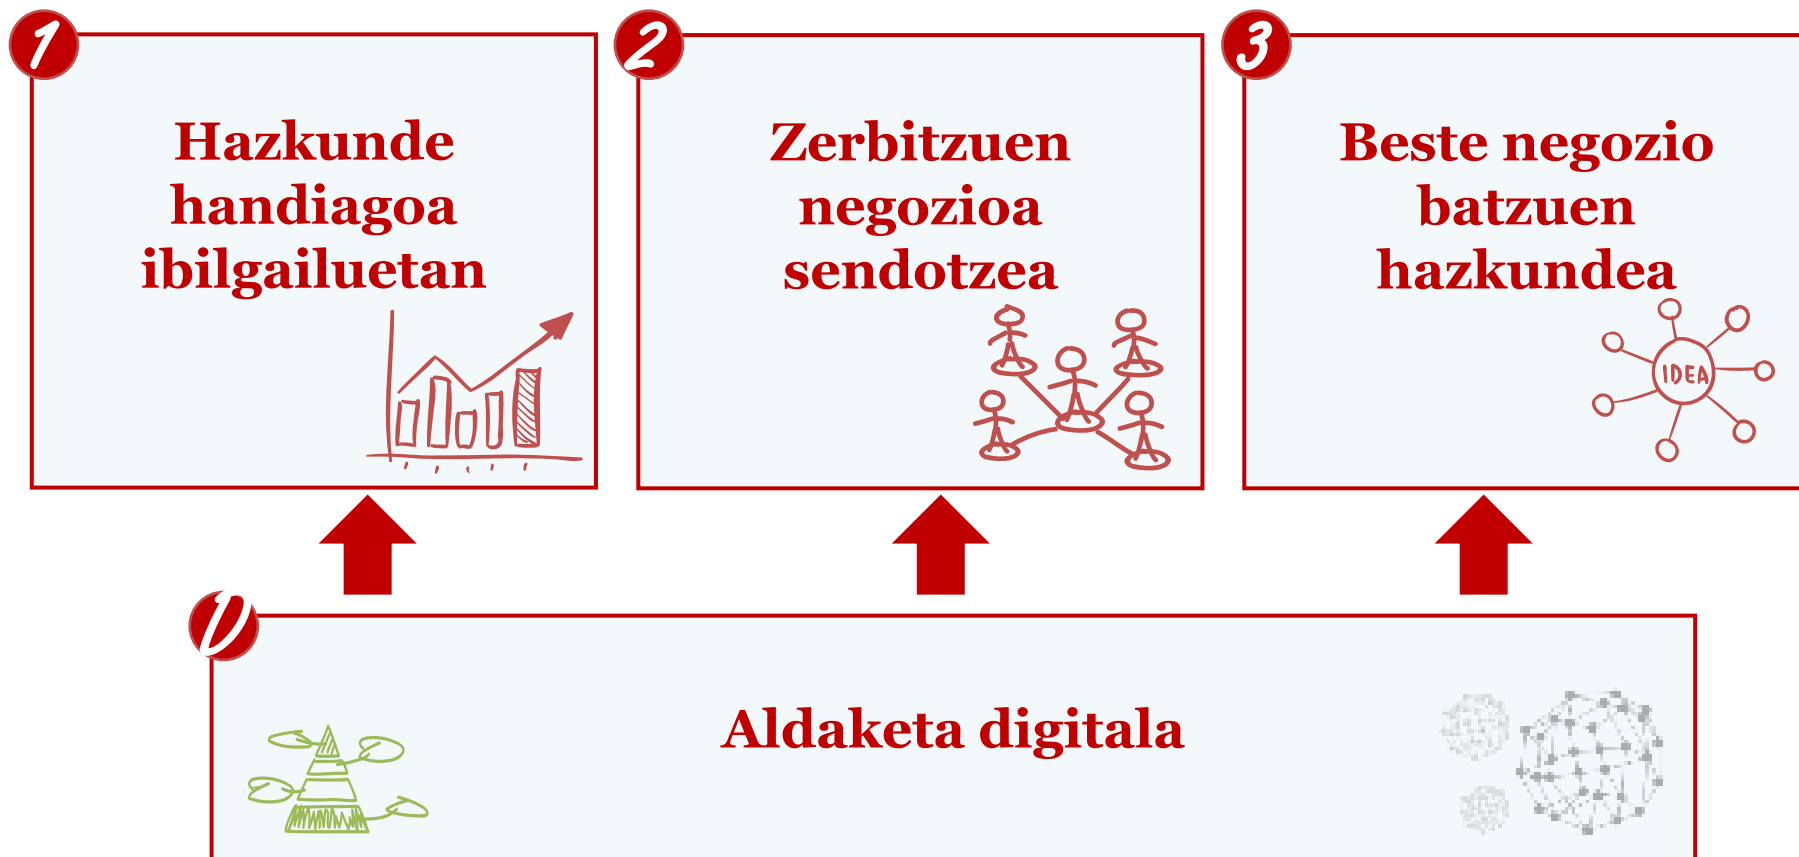 1
Hazkunde
handiagoa
ibilgailuetan
2
Zerbitzuen
negozioa
sendotzea
3
Beste negozio
batzuen
hazkundea
IDEA
Aldaketa digitala